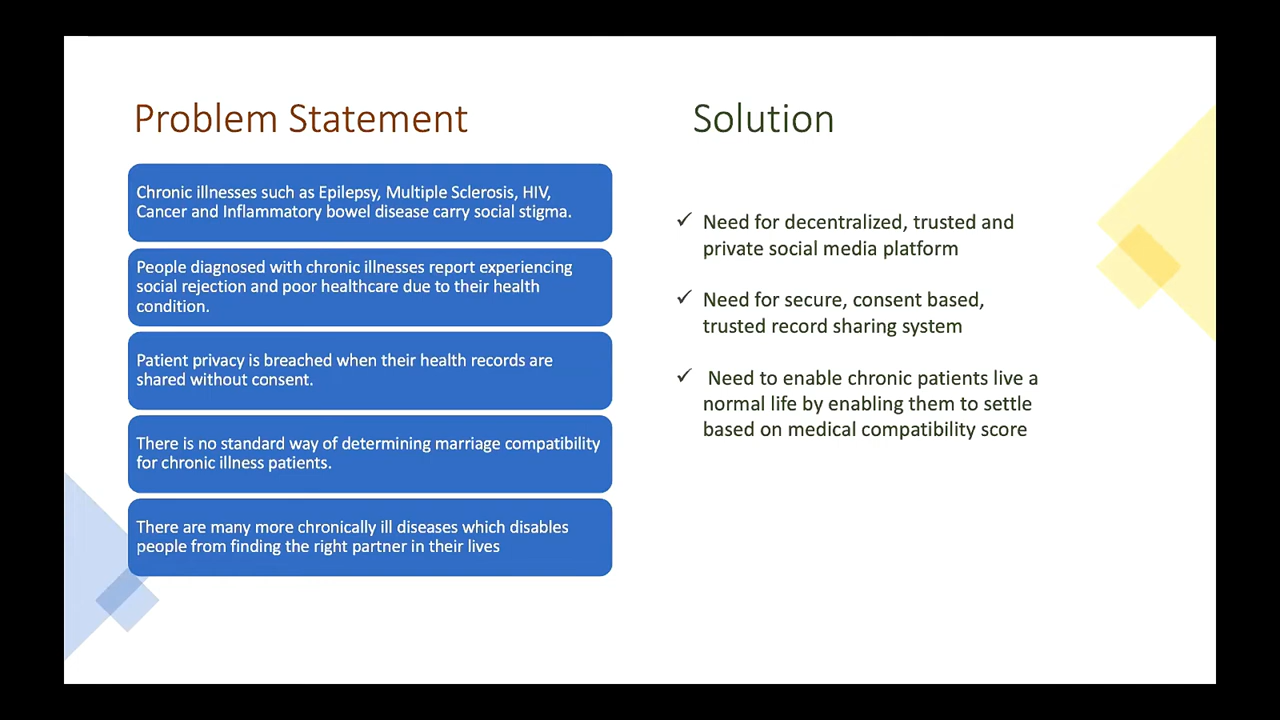 Problem Statement
Chronic illnesses such as Epilepsy, Multiple Sclerosis, HIV,
Cancer and Inflammatory bowel disease carry social stigma.
People diagnosed with chronic illnesses report experiencing
social rejection and poor healthcare due to their health
condition.
Patient privacy is breached when their health records are
shared without consent.
There is no standard way of determining marriage compatibility
for chronic illness patients.
There are many more chronically ill diseases which disables
people from finding the right partner in their lives
Solution
✓ Need for decentralized, trusted and
private social media platform
✓ Need for secure, consent based,
trusted record sharing system
✓ Need to enable chronic patients live a
normal life by enabling them to settle
based on medical compatibility score